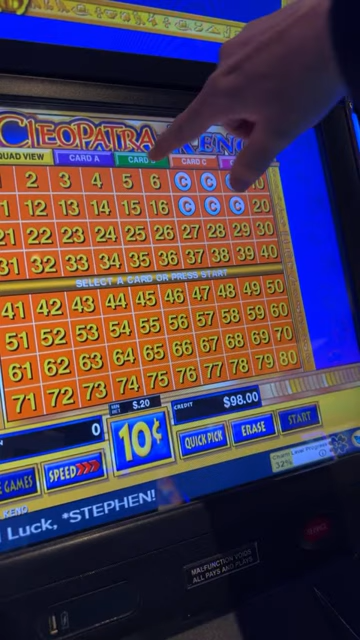 CLEOPATRA KENO
QUAD VIEW CARD A CARD CARD C
2 3 4 5 6 C C C
12 13 14 15 16 C C C 20
21 22 23 24 25 26 27 28 29 30
31 32 33 34 35 36 37 38 39 40
SELECT A CARD OR PRESS START
41 42 43 44 45 46 47 48 49 50
51 52 53 54 55 56 57 58 59 60
61 62 63 64 65 66 67 68 69 70
71 72 73 74 75 76 77 78 79 80
0
BET $.20
CREDIT $98.00
GAMES SPEED 10¢ QUICK PICK ERASE START
KENO
Luck, *STEPHEN!
32%
MALFUNCTION VOIDS
ALL PAYS AND PLAYS